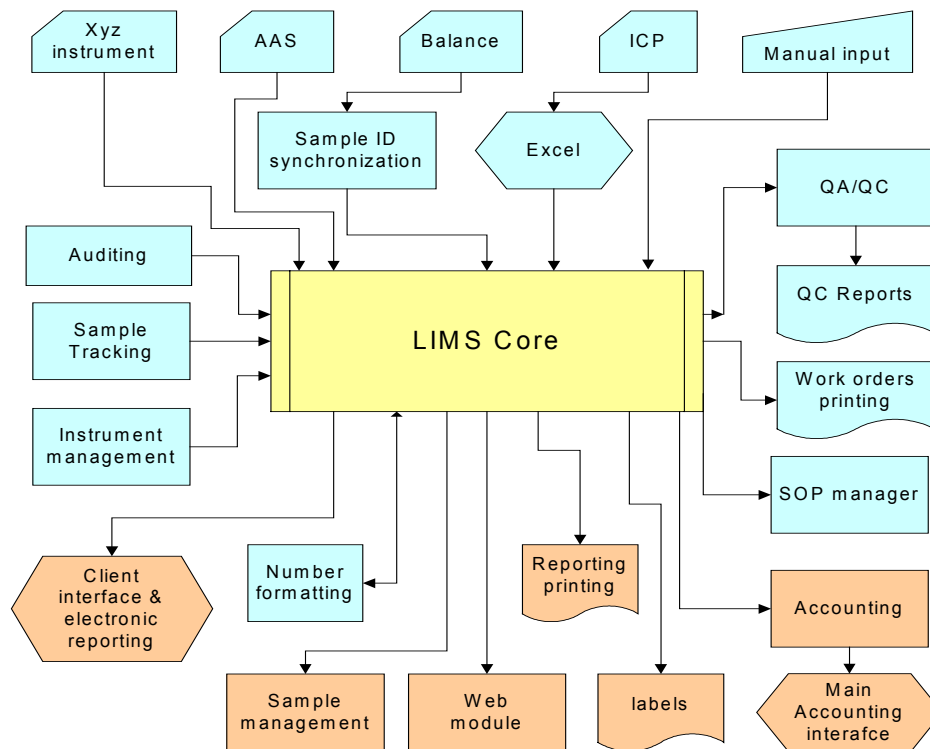 Xyz
instrument
AAS
Balance
ICP
Manual input
Sample ID
synchronization
Excel
QA/QC
Auditing
QC Reports
Sample
Tracking
LIMS Core
Work orders
printing
Instrument
management
SOP manager
Client
interface &
electronic
reporting
Number
formatting
Reporting
printing
Accounting
Sample
management
Web
module
labels
Main
Accounting
interafce